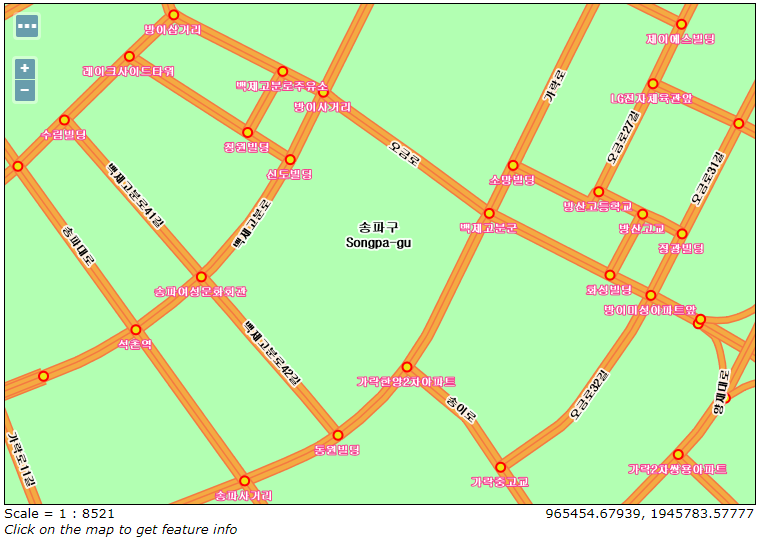 방이삼거리
제이에스빌딩
레이크사이드타워
백제고분로주유소
방이사거리
가락로
LG전자체육관앞
수림빌딩
청원빌딩
오금로
오금로27길
신도빌딩
소망빌딩
오금로31길
백제고분로41길
방산고등학교
백제고분로
백제고분군
방산고교
송파구
Songpa-gu
송파대로
정광빌딩
송파여성문화회관
화성빌딩
방이미성아파트앞
석촌역
백제고분로42길
가락한양2차아파트
오금로32길
양재대로
송이로
가락로11길
동원빌딩
가락중고교
가락2차쌍용아파트
송파사거리
Scale = 1 : 8521
965454.67939, 1945783.57777
Click on the map to get feature info